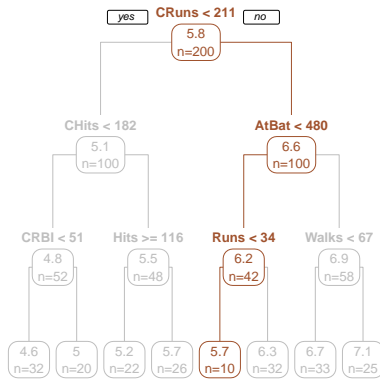 yes CRuns < 211 no
5.8
n=200
CHits < 182 AtBat < 480
5.1 6.6
n=100 n=100
CRBI < 51 Hits >= 116 Runs < 34 Walks < 67
4.8 5.5 6.2 6.9
n=52 n=48 n=42 n=58
4.6 5 5.2 5.7 5.7 6.3 6.7 7.1
n=32 n=20 n=22 n=26 n=10 n=32 n=33 n=25